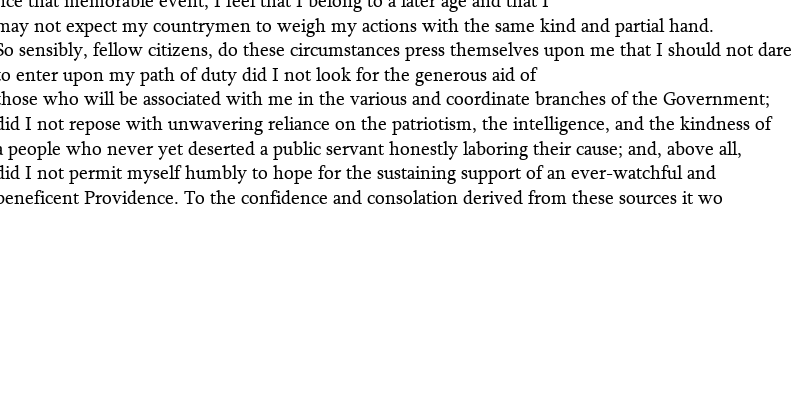 nce that memorable event, I feel that I belong to a later age and that I
may not expect my countrymen to weigh my actions with the same kind and partial hand.
So sensibly, fellow citizens, do these circumstances press themselves upon me that I should not dare
to enter upon my path of duty did I not look for the generous aid of
those who will be associated with me in the various and coordinate branches of the Government;
did I not repose with unwavering reliance on the patriotism, the intelligence, and the kindness of
a people who never yet deserted a public servant honestly laboring their cause; and, above all,
did I not permit myself humbly to hope for the sustaining support of an ever-watchful and
beneficent Providence. To the confidence and consolation derived from these sources it wo